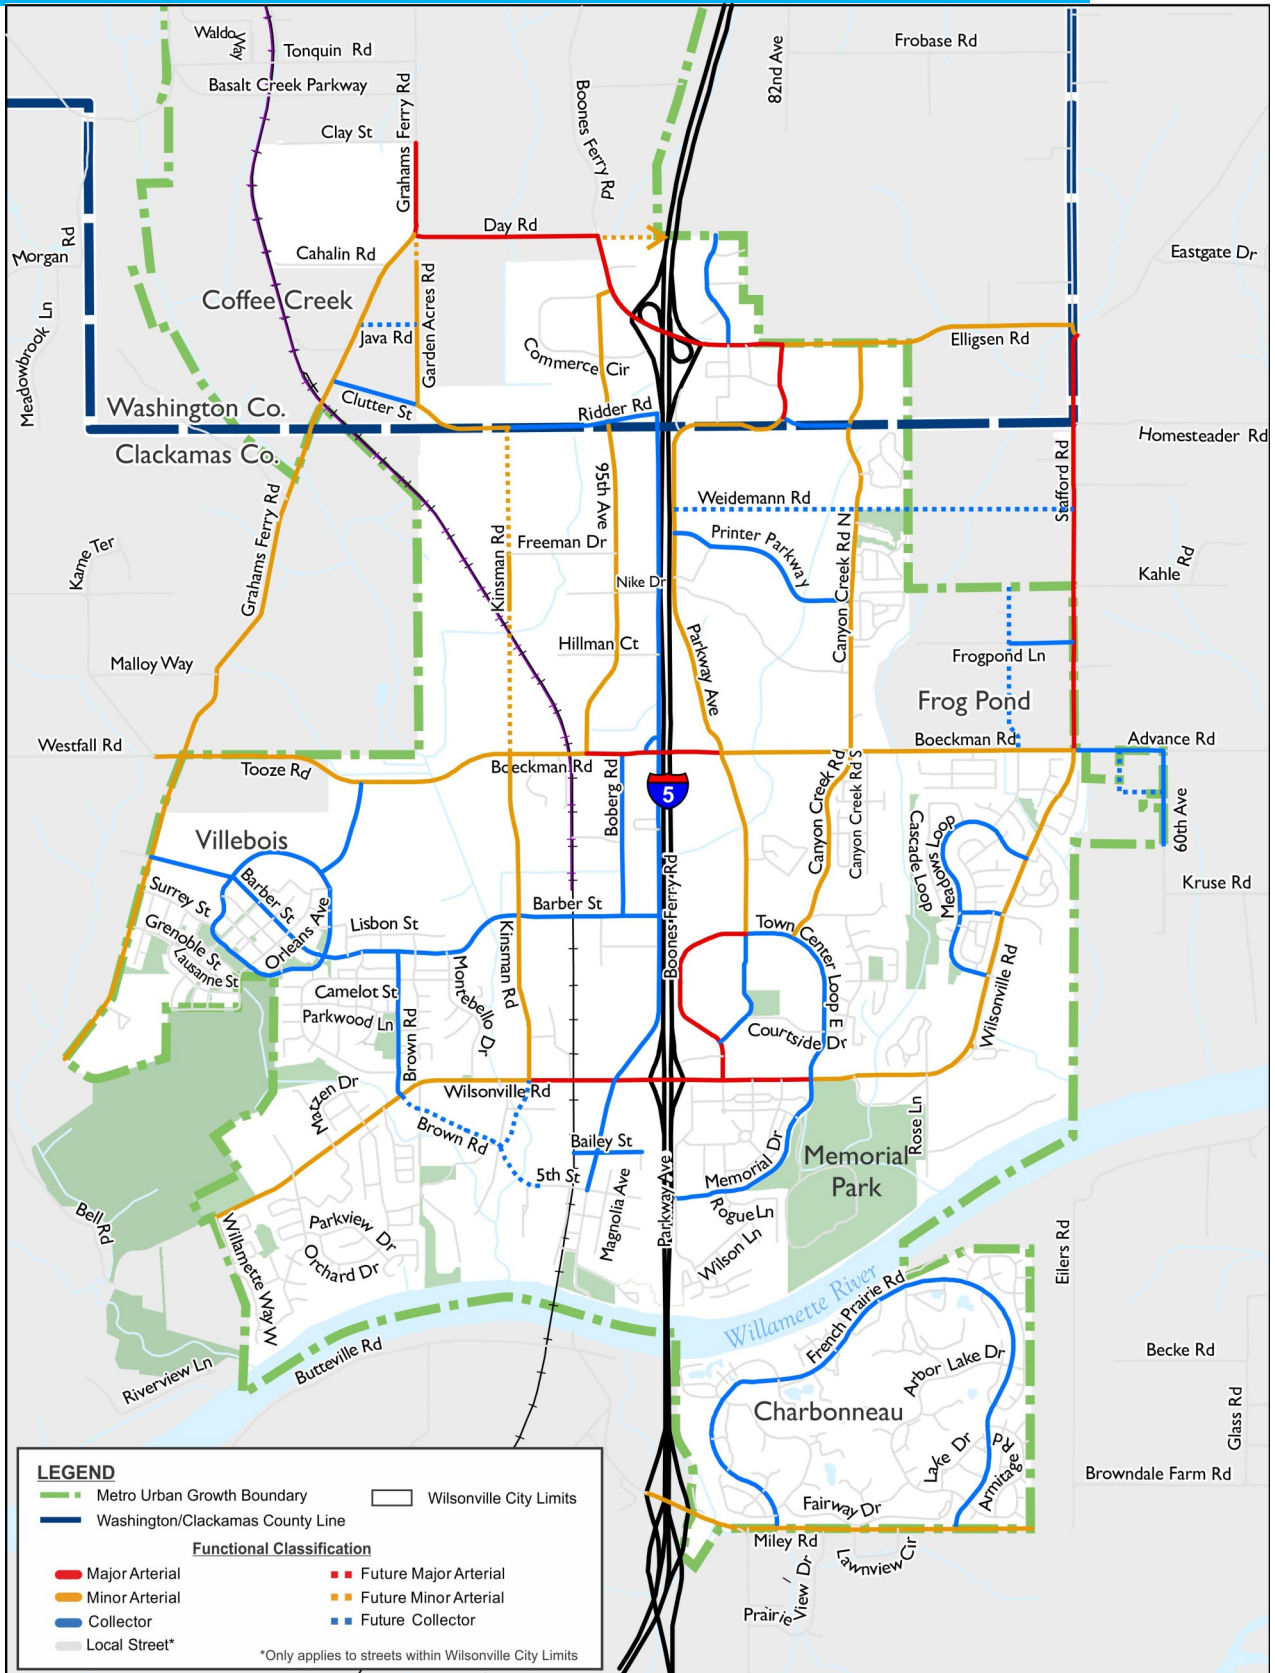 Waldo
Way
Tonquin Rd
Basalt Creek Parkway
Clay St
Grahams Ferry Rd
Boones Ferry Rd
82nd Ave
Frobase Rd
Day Rd
Morgan Rd
Cahalin Rd
Eastgate Dr
Coffee Creek
Garden Acres Rd
Java Rd
Elligsen Rd
Meadowbrook Ln
Commerce Cir
Clutter St
Ridder Rd
Washington Co.
Clackamas Co.
Homesteader Rd
95th Ave
Stafford Rd
Weidemann Rd
Grahams Ferry Rd
Kinsman Rd
Freeman Dr
Printer Parkway
Canyon Creek Rd N
Kame Ter
Nike Dr
Kahle Rd
Malloy Way
Hillman Ct
Parkway Ave
Frogpond Ln
Frog Pond
Westfall Rd
Boeckman Rd
Advance Rd
Tooze Rd
Boeckman Rd
Boberg Rd
5
Canyon Creek Rd
Canyon Creek Rd S
Cascade Loop
Meadows Loop
60th Ave
Villebois
Barber St
Surrey St
Orleans Ave
Grenoble St
Lausanne St
Lisbon St
Barber St
Boones Ferry Rd
Town Center Loop E
Kruse Rd
Camelot St
Parkwood Ln
Brown Rd
Montebello Dr
Kinsman Rd
Courtside Dr
Wilsonville Rd
Wilsonville Rd
Matzen Dr
Brown Rd
Bailey St
5th St
Magnolia Ave
Parkway Ave
Memorial Dr
Rogue Ln
Wilson Ln
Memorial
Park
Rose Ln
Bell Rd
Willamette Way W
Parkview Dr
Orchard Dr
Eilers Rd
Willamette River
French Prairie Rd
Riverview Ln
Butteville Rd
Arbor Lake Dr
Becke Rd
Charbonneau
Lake Dr
Armitage Rd
Glass Rd
Browndale Farm Rd
Fairway Dr
Miley Rd
Lawnview Cir
Prairie View Dr
LEGEND
Metro Urban Growth Boundary
Wilsonville City Limits
Washington/Clackamas County Line
Functional Classification
Major Arterial
Future Major Arterial
Minor Arterial
Future Minor Arterial
Collector
Future Collector
Local Street*
*Only applies to streets within Wilsonville City Limits